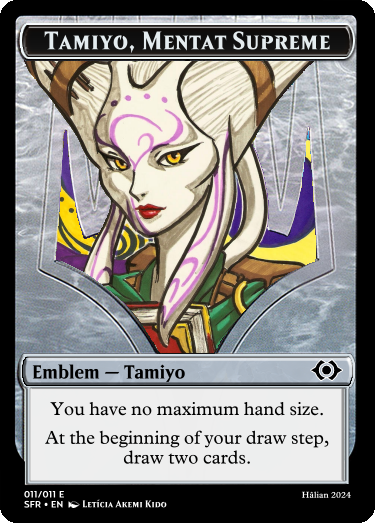 Tamiyo, Mentat Supreme
Emblem — Tamiyo
You have no maximum hand size.
At the beginning of your draw step,
draw two cards.
011/011 E
SFR • EN Letícia Akemi Kido
Hālian 2024